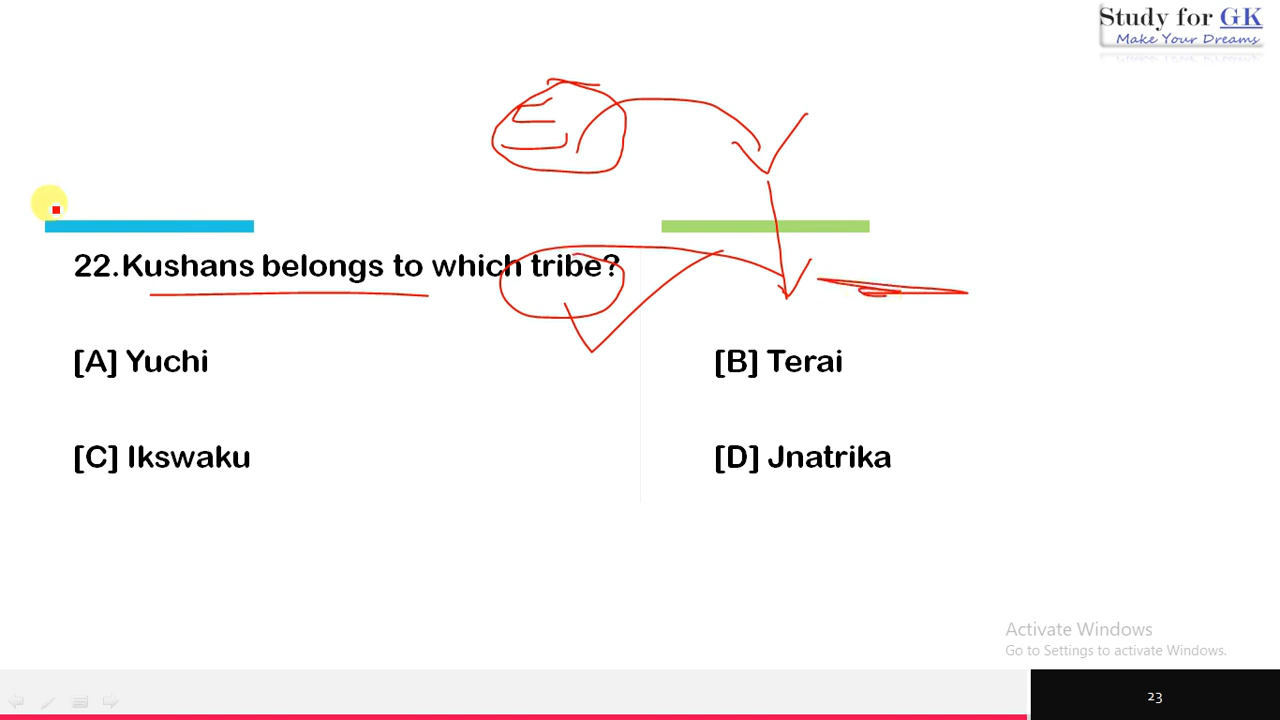 Study for GK
Make Your Dreams
22.Kushans belongs to which tribe?
[A] Yuchi
[B] Terai
[C] Ikswaku
[D] Jnatrika
Activate Windows
Go to Settings to activate Windows.
23